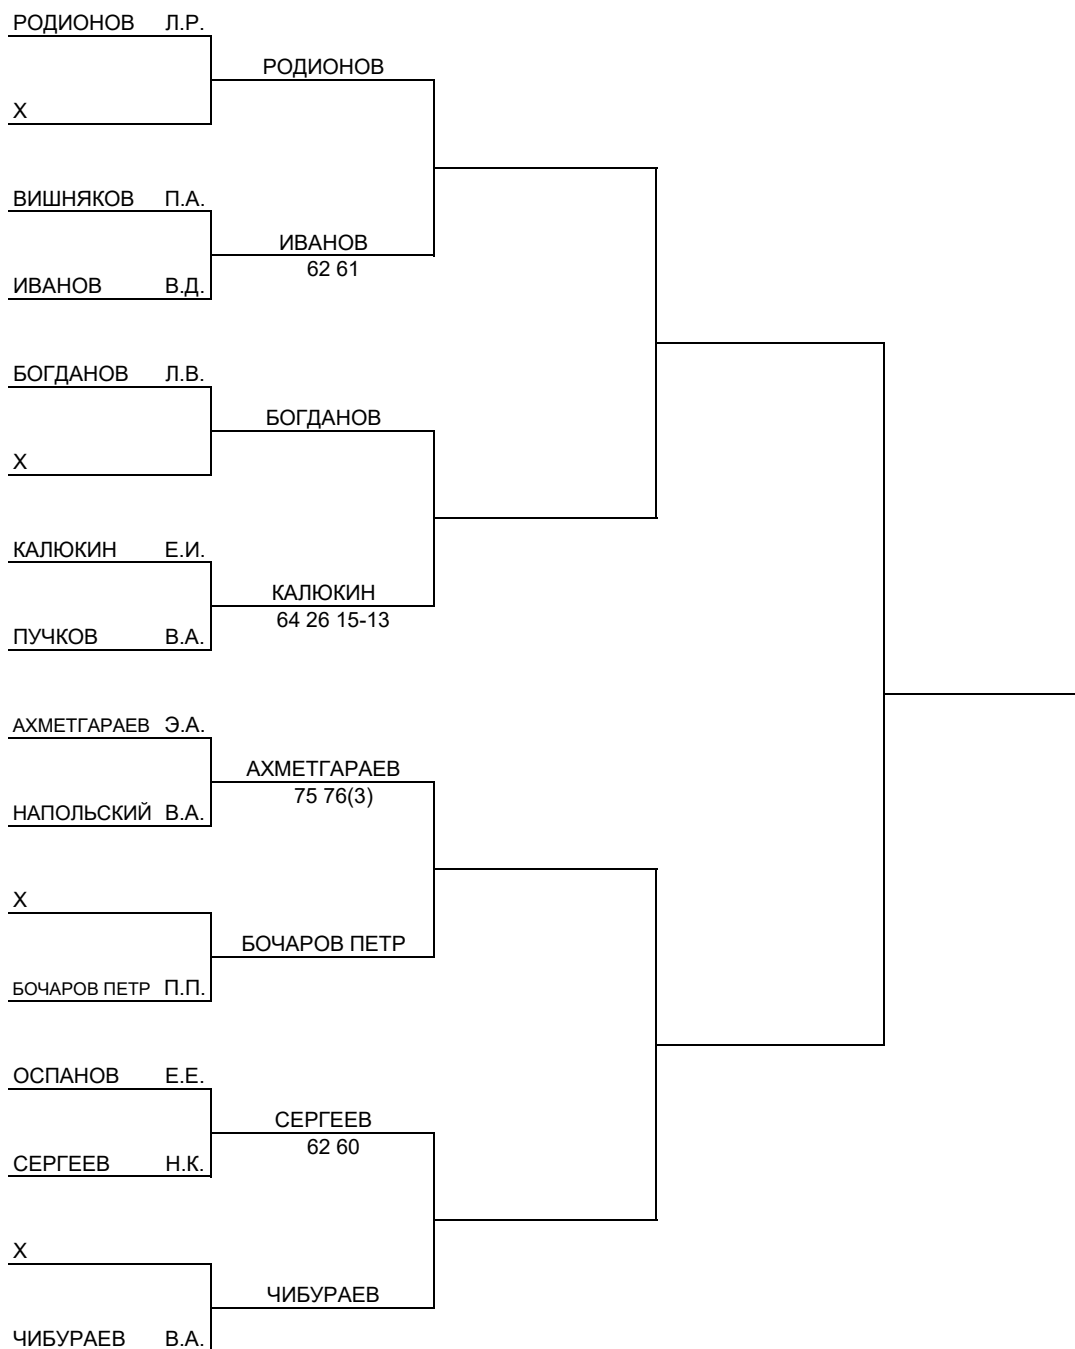 РОДИОНОВ Л.Р.
РОДИОНОВ
Х
ВИШНЯКОВ П.А.
ИВАНОВ
62 61
ИВАНОВ В.Д.
БОГДАНОВ Л.В.
БОГДАНОВ
Х
КАЛЮКИН Е.И.
КАЛЮКИН
64 26 15-13
ПУЧКОВ В.А.
АХМЕТГАРАЕВ Э.А.
АХМЕТГАРАЕВ
75 76(3)
НАПОЛЬСКИЙ В.А.
Х
БОЧАРОВ ПЕТР
БОЧАРОВ ПЕТР П.П.
ОСПАНОВ Е.Е.
СЕРГЕЕВ
62 60
СЕРГЕЕВ Н.К.
Х
ЧИБУРАЕВ
ЧИБУРАЕВ В.А.